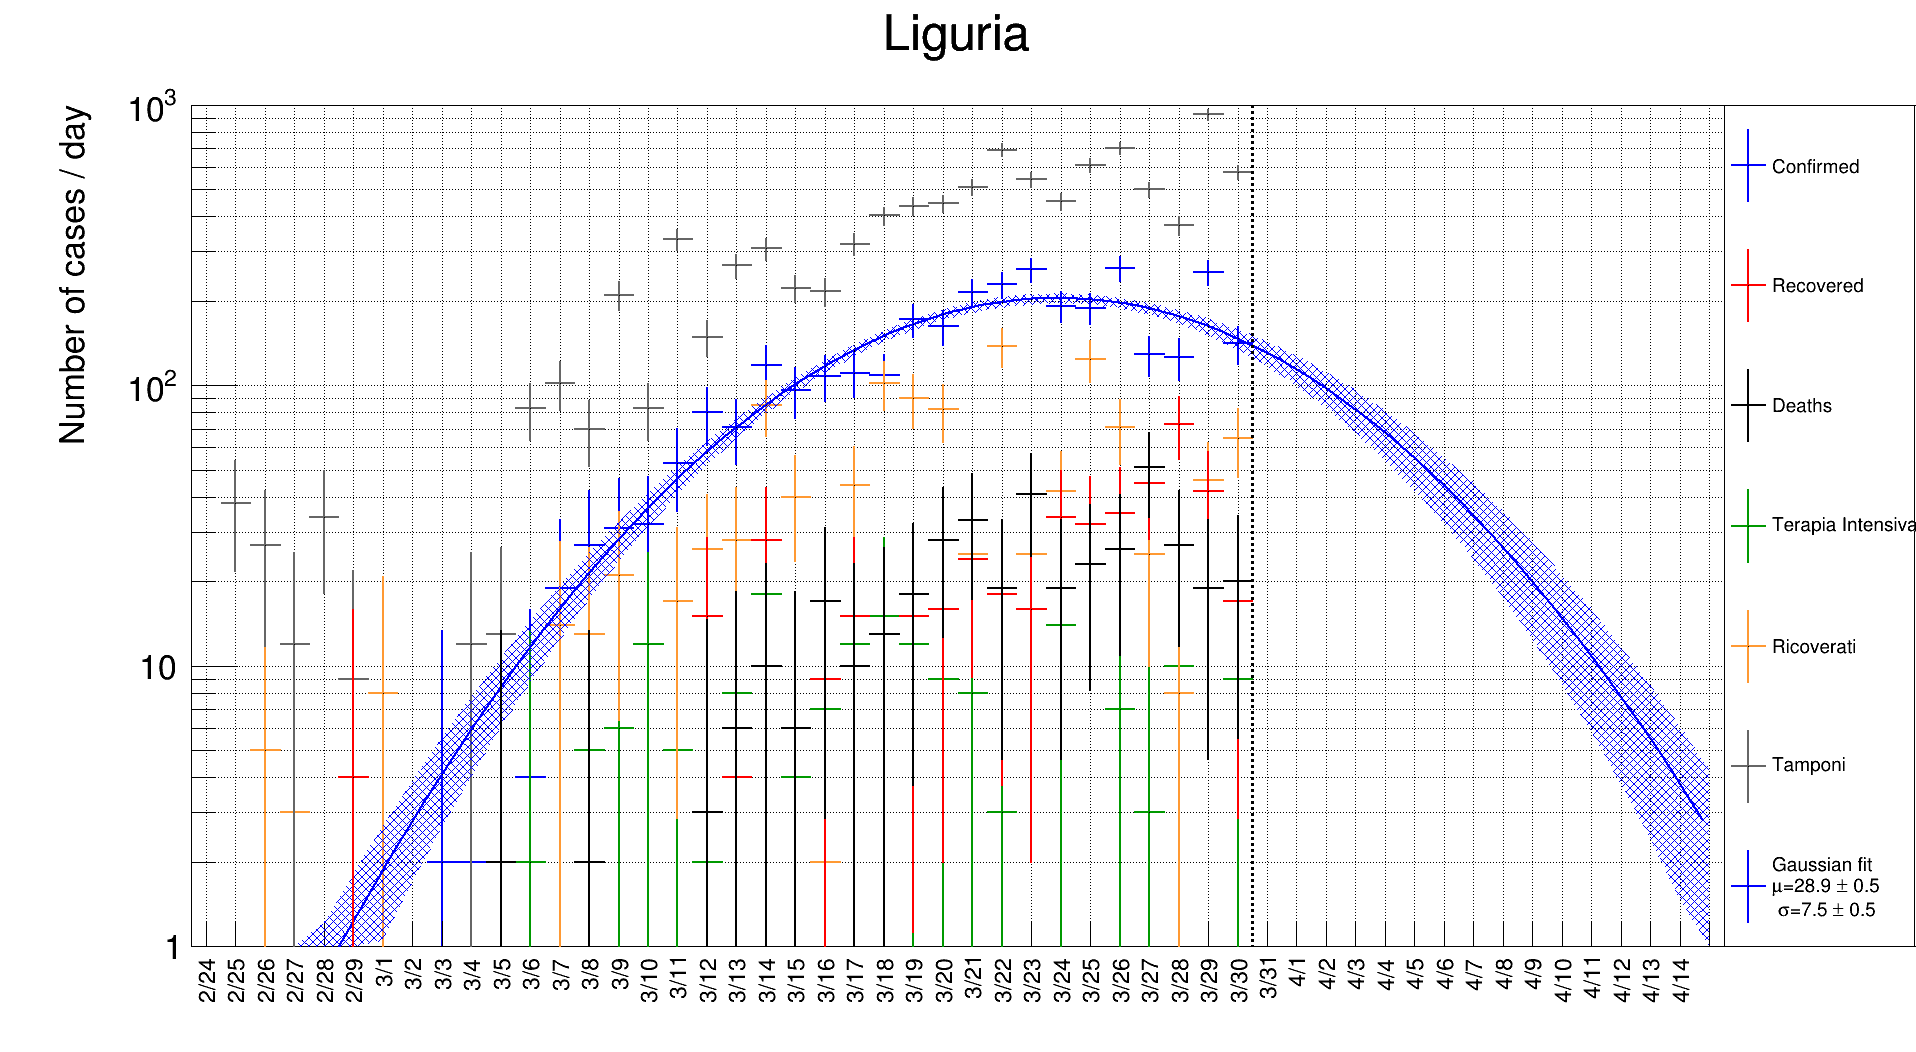 Liguria
Number of cases / day
10³
10²
10
1
2/24 2/25 2/26 2/27 2/28 2/29 3/1 3/2 3/3 3/4 3/5 3/6 3/7 3/8 3/9 3/10 3/11 3/12 3/13 3/14 3/15 3/16 3/17 3/18 3/19 3/20 3/21 3/22 3/23 3/24 3/25 3/26 3/27 3/28 3/29 3/30 3/31 4/1 4/2 4/3 4/4 4/5 4/6 4/7 4/8 4/9 4/10 4/11 4/12 4/13 4/14
Confirmed
Recovered
Deaths
Terapia Intensiva
Ricoverati
Tamponi
Gaussian fit
μ=28.9 ± 0.5
σ=7.5 ± 0.5